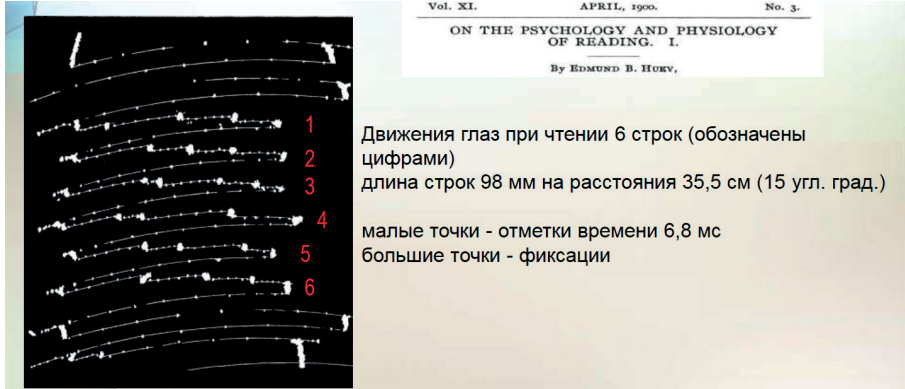 Vol. XI. APRIL, 1900. No. 3.
ON THE PSYCHOLOGY AND PHYSIOLOGY
OF READING. I.
By EDMUND B. HUEY,
1
2
3
4
5
6
Движения глаз при чтении 6 строк (обозначены
цифрами)
длина строк 98 мм на расстояния 35,5 см (15 угл. град.)
малые точки - отметки времени 6,8 мс
большие точки - фиксации